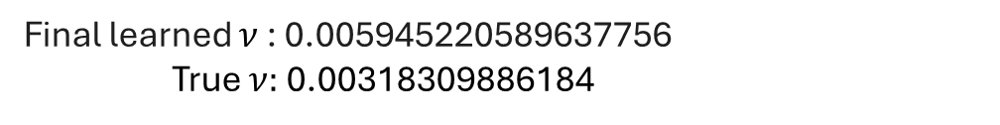 Final learned ν : 0.005945220589637756
True ν: 0.00318309886184